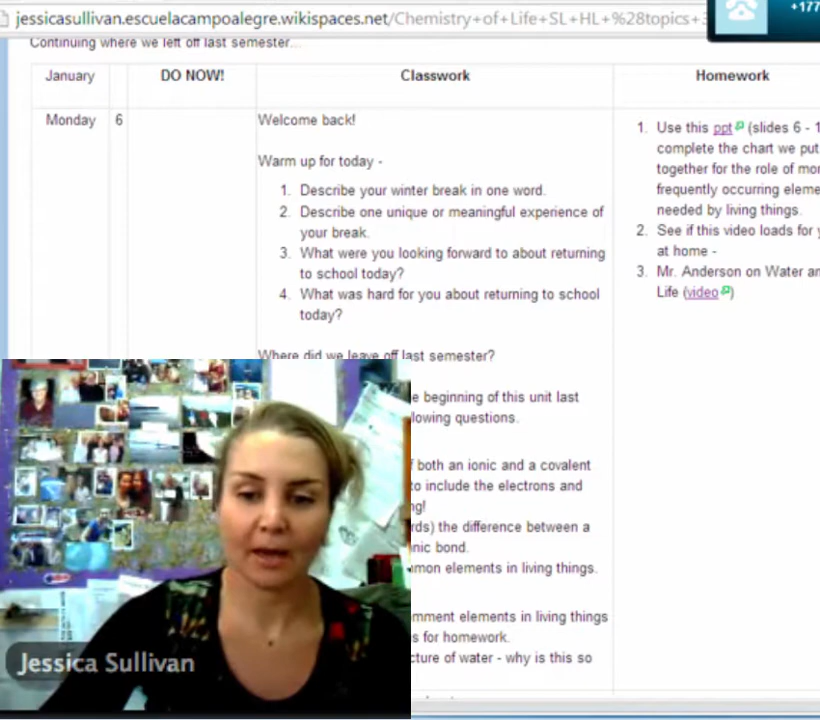 jessicasullivan.escuelacampoalegre.wikispaces.net/Chemistry+of+Life+SL+HL+%28topics+3
+177
Continuing where we left off last semester...
January DO NOW! Classwork Homework
Monday 6
Welcome back!
Warm up for today -
1. Describe your winter break in one word.
2. Describe one unique or meaningful experience of
your break.
3. What were you looking forward to about returning
to school today?
4. What was hard for you about returning to school
today?
Where did we leave off last semester?
e beginning of this unit last
lowing questions.
f both an ionic and a covalent
to include the electrons and
ng!
rds) the difference between a
nic bond.
mmon elements in living things.
mment elements in living things
s for homework.
cture of water - why is this so
1. Use this ppt (slides 6 - 1
complete the chart we put
together for the role of mor
frequently occurring eleme
needed by living things.
2. See if this video loads for y
at home -
3. Mr. Anderson on Water an
Life (video)
Jessica Sullivan